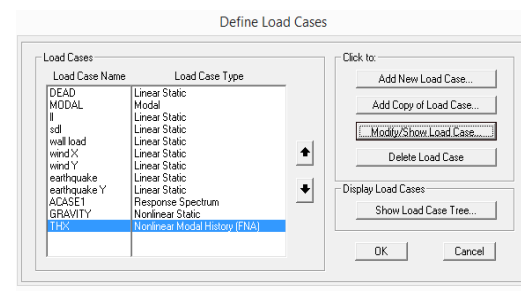 Define Load Cases
Load Cases
Load Case Name Load Case Type
DEAD Linear Static
MODAL Modal
ll Linear Static
sdl Linear Static
wall load Linear Static
wind X Linear Static
wind Y Linear Static
earthquake Linear Static
earthquake Y Linear Static
ACASE1 Response Spectrum
GRAVITY Nonlinear Static
THX Nonlinear Modal History (FNA)
Click to:
Add New Load Case...
Add Copy of Load Case...
Modify/Show Load Case...
Delete Load Case
Display Load Cases
Show Load Case Tree...
OK Cancel